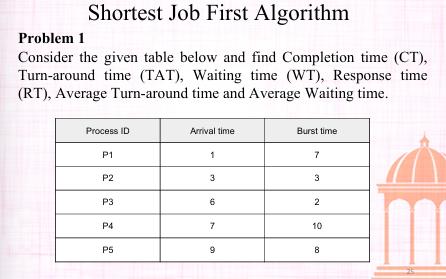 Shortest Job First Algorithm
Problem 1
Consider the given table below and find Completion time (CT),
Turn-around time (TAT), Waiting time (WT), Response time
(RT), Average Turn-around time and Average Waiting time.
Process ID Arrival time Burst time
P1 1 7
P2 3 3
P3 6 2
P4 7 10
P5 9 8
25